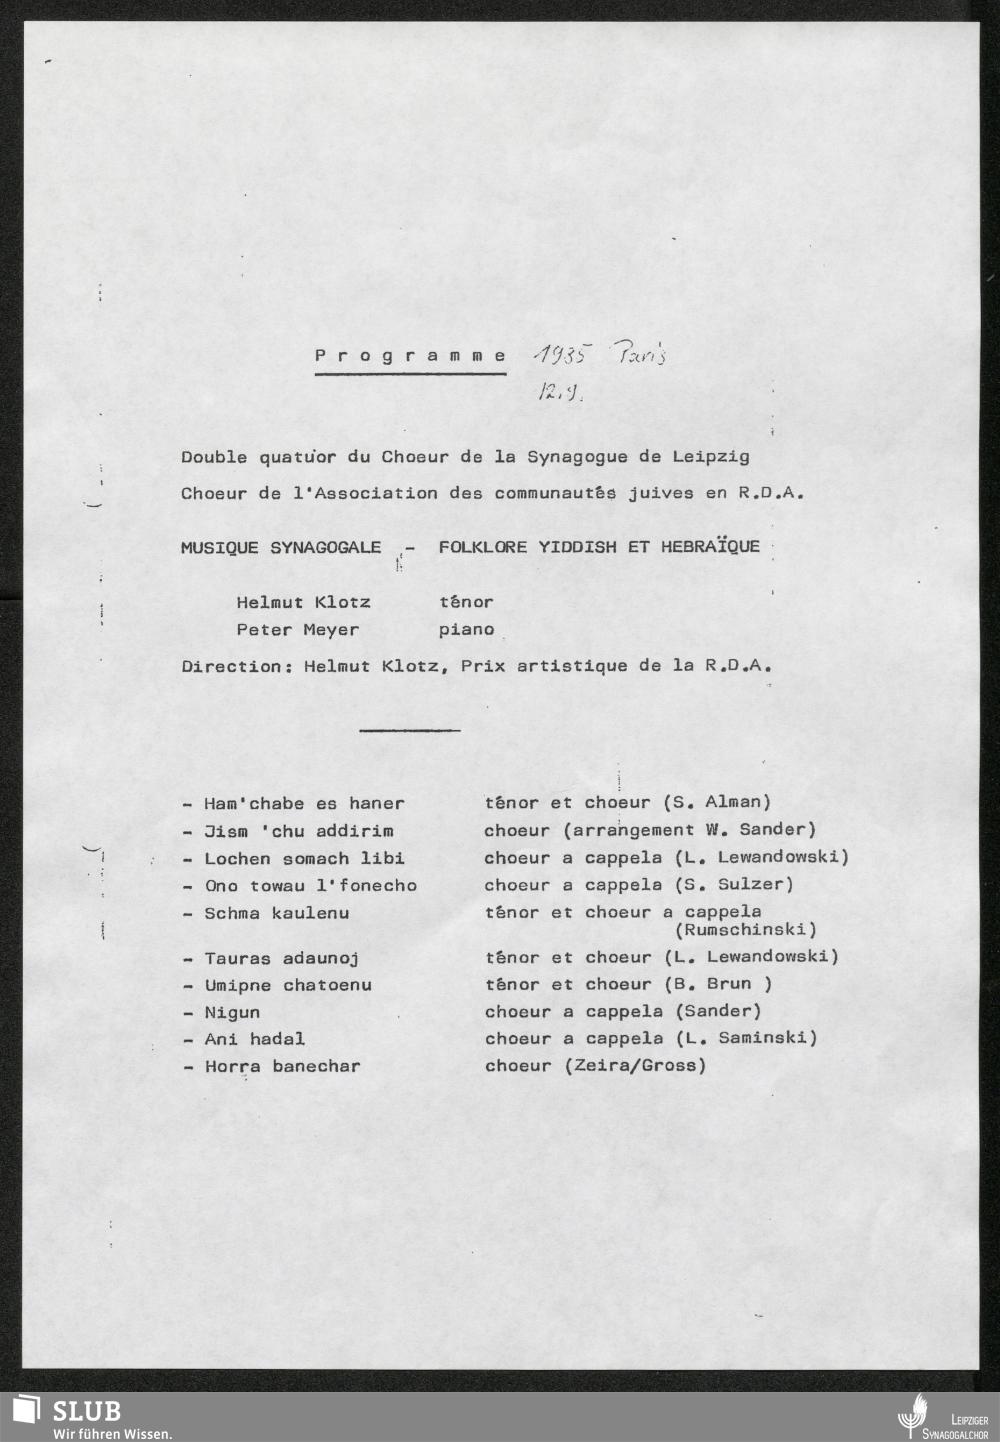 Programme 1985 Paris
12.9.
Double quatuor du Choeur de la Synagogue de Leipzig
Choeur de l'Association des communautés juives en R.D.A.
MUSIQUE SYNAGOGALE - FOLKLORE YIDDISH ET HEBRAÏQUE
Helmut Klotz ténor
Peter Meyer piano
Direction: Helmut Klotz, Prix artistique de la R.D.A.
- Ham'chabe es haner ténor et choeur (S. Alman)
- Jism 'chu addirim choeur (arrangement W. Sander)
- Lochen somach libi choeur a cappela (L. Lewandowski)
- Ono towau l'fonecho choeur a cappela (S. Sulzer)
- Schma kaulenu ténor et choeur a cappela
(Rumschinski)
- Tauras adaunoj ténor et choeur (L. Lewandowski)
- Umipne chatoenu ténor et choeur (B. Brun )
- Nigun choeur a cappela (Sander)
- Ani hadal choeur a cappela (L. Saminski)
- Horra banechar choeur (Zeira/Gross)
SLUB
Wir führen Wissen.
LEIPZIGER
SYNAGOGALCHOR